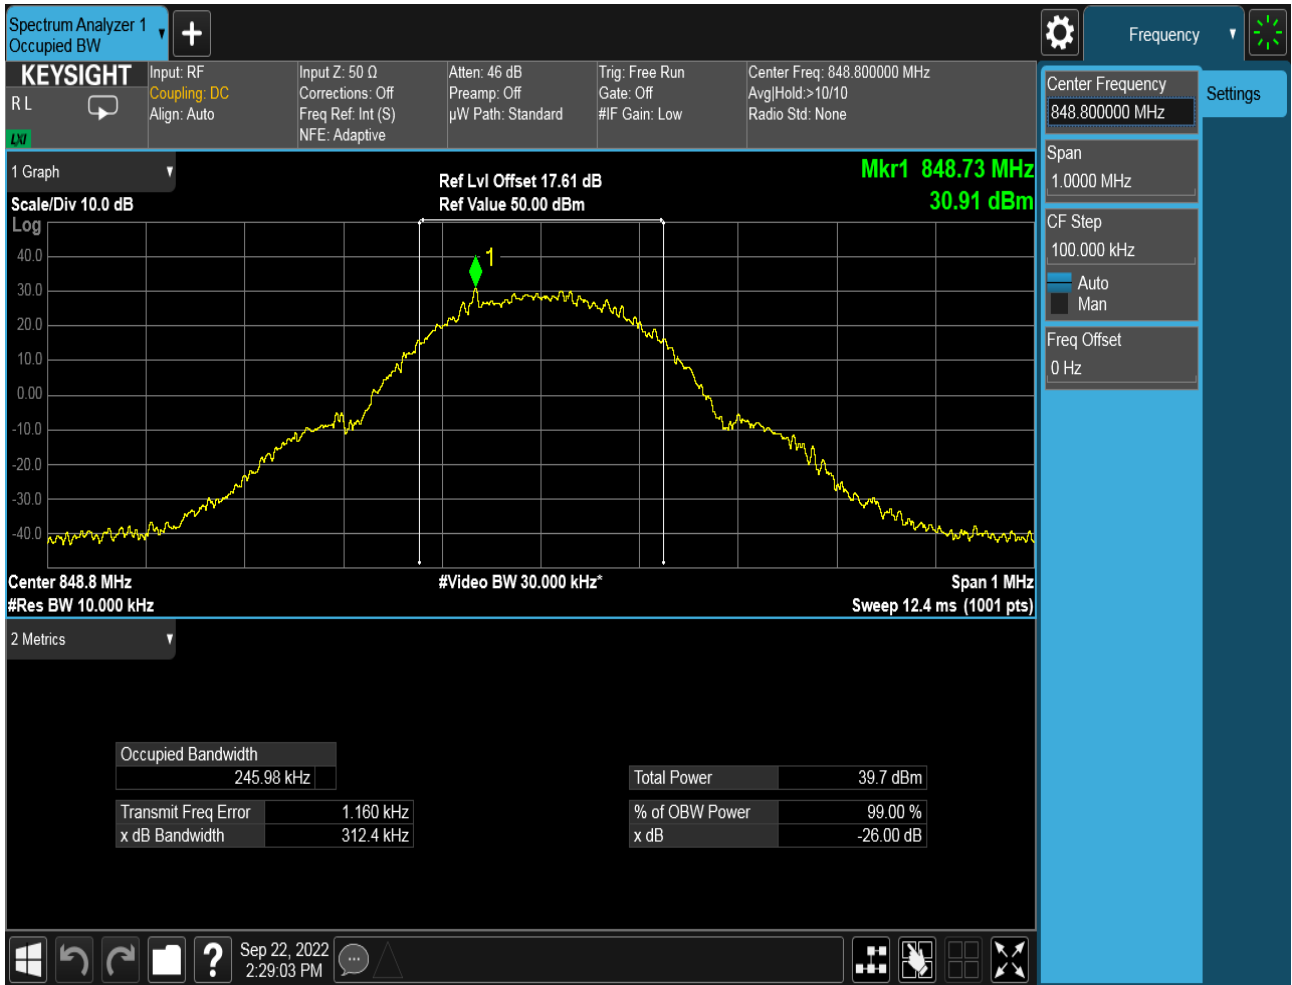 Spectrum Analyzer 1
Occupied BW
Frequency
KEYSIGHT
R L
LXI
Input: RF
Coupling: DC
Align: Auto
Input Z: 50 Ω
Corrections: Off
Freq Ref: Int (S)
NFE: Adaptive
Atten: 46 dB
Preamp: Off
µW Path: Standard
Trig: Free Run
Gate: Off
#IF Gain: Low
Center Freq: 848.800000 MHz
Avg|Hold:>10/10
Radio Std: None
Center Frequency
848.800000 MHz
Settings
Span
1.0000 MHz
CF Step
100.000 kHz
Auto
Man
Freq Offset
0 Hz
1 Graph
Scale/Div 10.0 dB
Log
Ref Lvl Offset 17.61 dB
Ref Value 50.00 dBm
Mkr1 848.73 MHz
30.91 dBm
1
40.0
30.0
20.0
10.0
0.00
-10.0
-20.0
-30.0
-40.0
Center 848.8 MHz
#Video BW 30.000 kHz*
Span 1 MHz
#Res BW 10.000 kHz
Sweep 12.4 ms (1001 pts)
2 Metrics
Occupied Bandwidth
245.98 kHz
Total Power 39.7 dBm
Transmit Freq Error 1.160 kHz
% of OBW Power 99.00 %
x dB Bandwidth 312.4 kHz
x dB -26.00 dB
?
Sep 22, 2022
2:29:03 PM